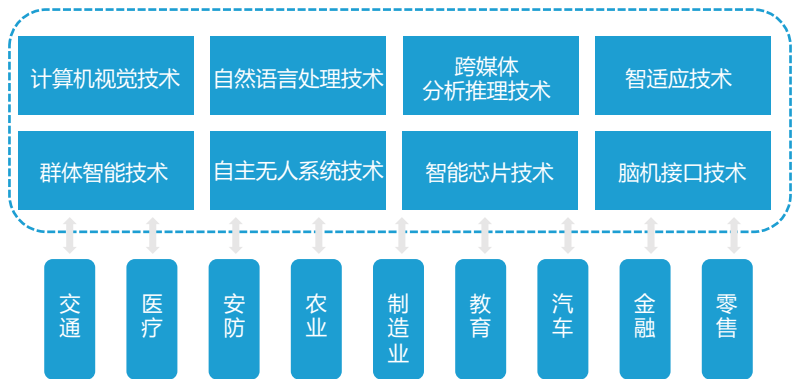 计算机视觉技术
自然语言处理技术
跨媒体
分析推理技术
智适应技术
群体智能技术
自主无人系统技术
智能芯片技术
脑机接口技术
交通
医疗
安防
农业
制造业
教育
汽车
金融
零售